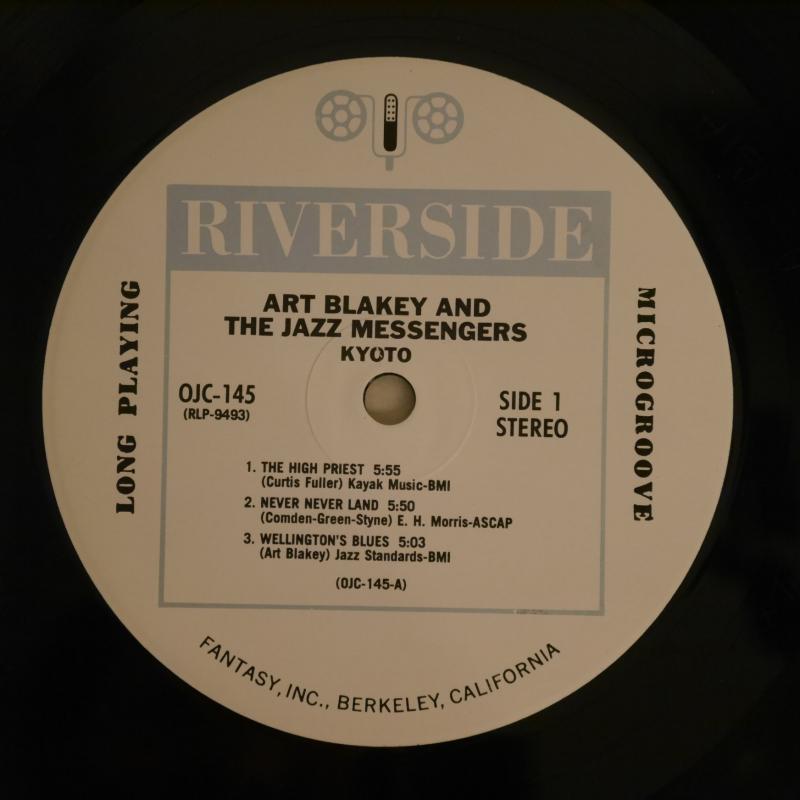 RIVERSIDE
ART BLAKEY AND
THE JAZZ MESSENGERS
KYOTO
LONG PLAYING
MICROGROOVE
OJC-145
(RLP-9493)
SIDE 1
STEREO
1. THE HIGH PRIEST 5:55
(Curtis Fuller) Kayak Music-BMI
2. NEVER NEVER LAND 5:50
(Comden-Green-Styne) E. H. Morris-ASCAP
3. WELLINGTON'S BLUES 5:03
(Art Blakey) Jazz Standards-BMI
(OJC-145-A)
FANTASY, INC., BERKELEY, CALIFORNIA